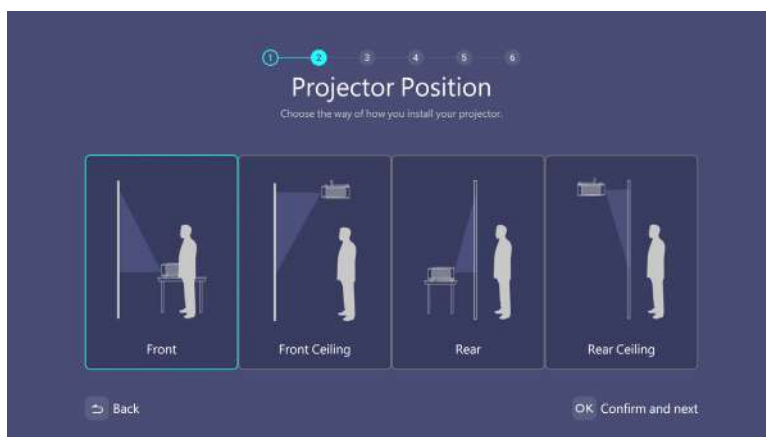 1 2 3 4 5 6
Projector Position
Choose the way of how you install your projector.
Front Front Ceiling Rear Rear Ceiling
Back OK Confirm and next